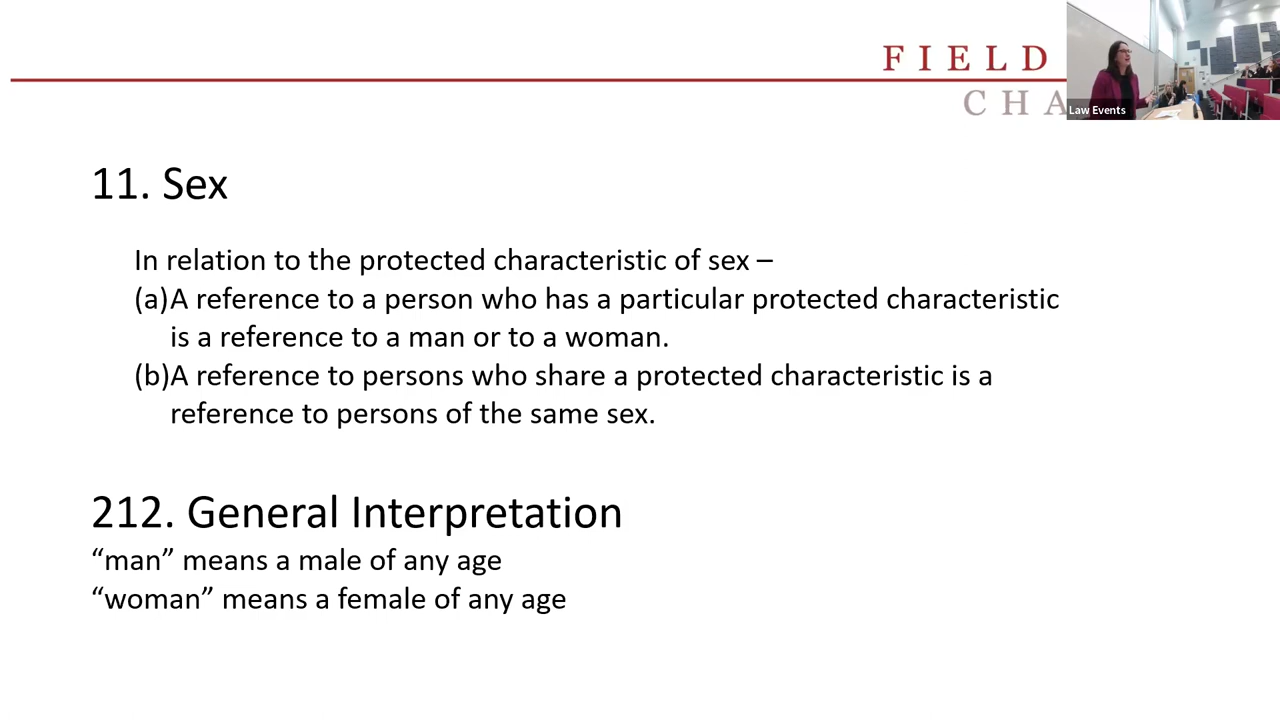 FIELD
CHA
Law Events
11. Sex
In relation to the protected characteristic of sex –
(a)A reference to a person who has a particular protected characteristic
is a reference to a man or to a woman.
(b)A reference to persons who share a protected characteristic is a
reference to persons of the same sex.
212. General Interpretation
“man” means a male of any age
“woman” means a female of any age